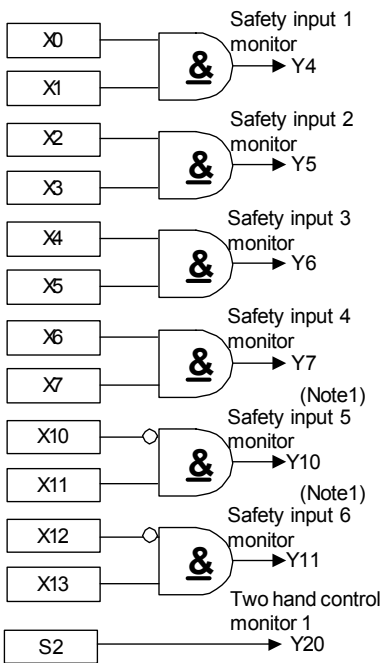 Safety input 1
X0
monitor
&
Y4
X1
Safety input 2
X2
monitor
&
Y5
X3
Safety input 3
X4
monitor
&
Y6
X5
Safety input 4
X6
monitor
&
Y7
X7
(Note1)
Safety input 5
X10
monitor
&
Y10
X11
(Note1)
Safety input 6
X12
monitor
&
Y11
X13
Two hand control
monitor 1
S2
Y20